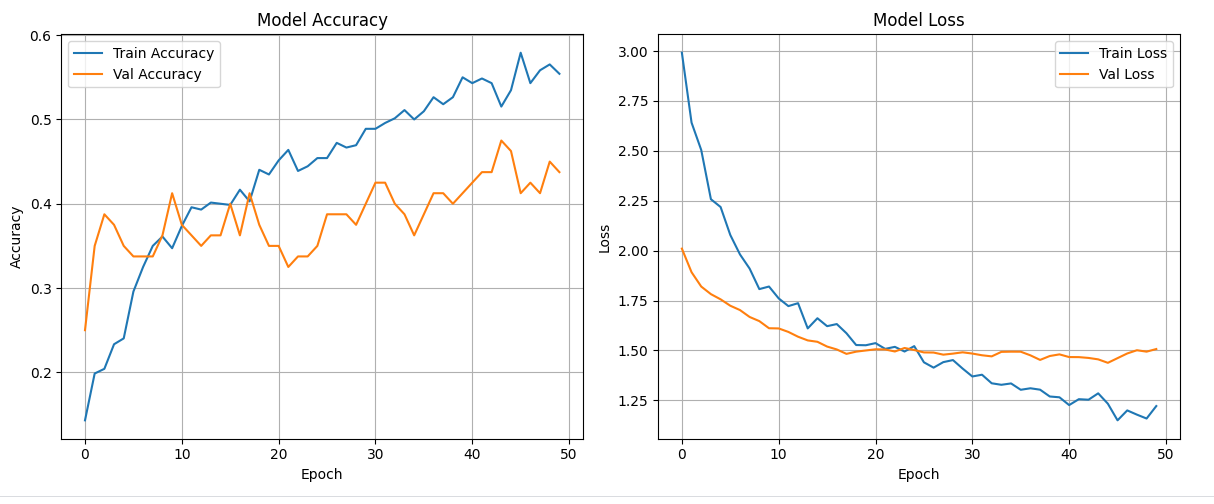 Model Accuracy
Train Accuracy
Val Accuracy
0.6
0.5
0.4
0.3
0.2
Accuracy
0 10 20 30 40 50
Epoch
Model Loss
Train Loss
Val Loss
3.00
2.75
2.50
2.25
2.00
1.75
1.50
1.25
Loss
0 10 20 30 40 50
Epoch